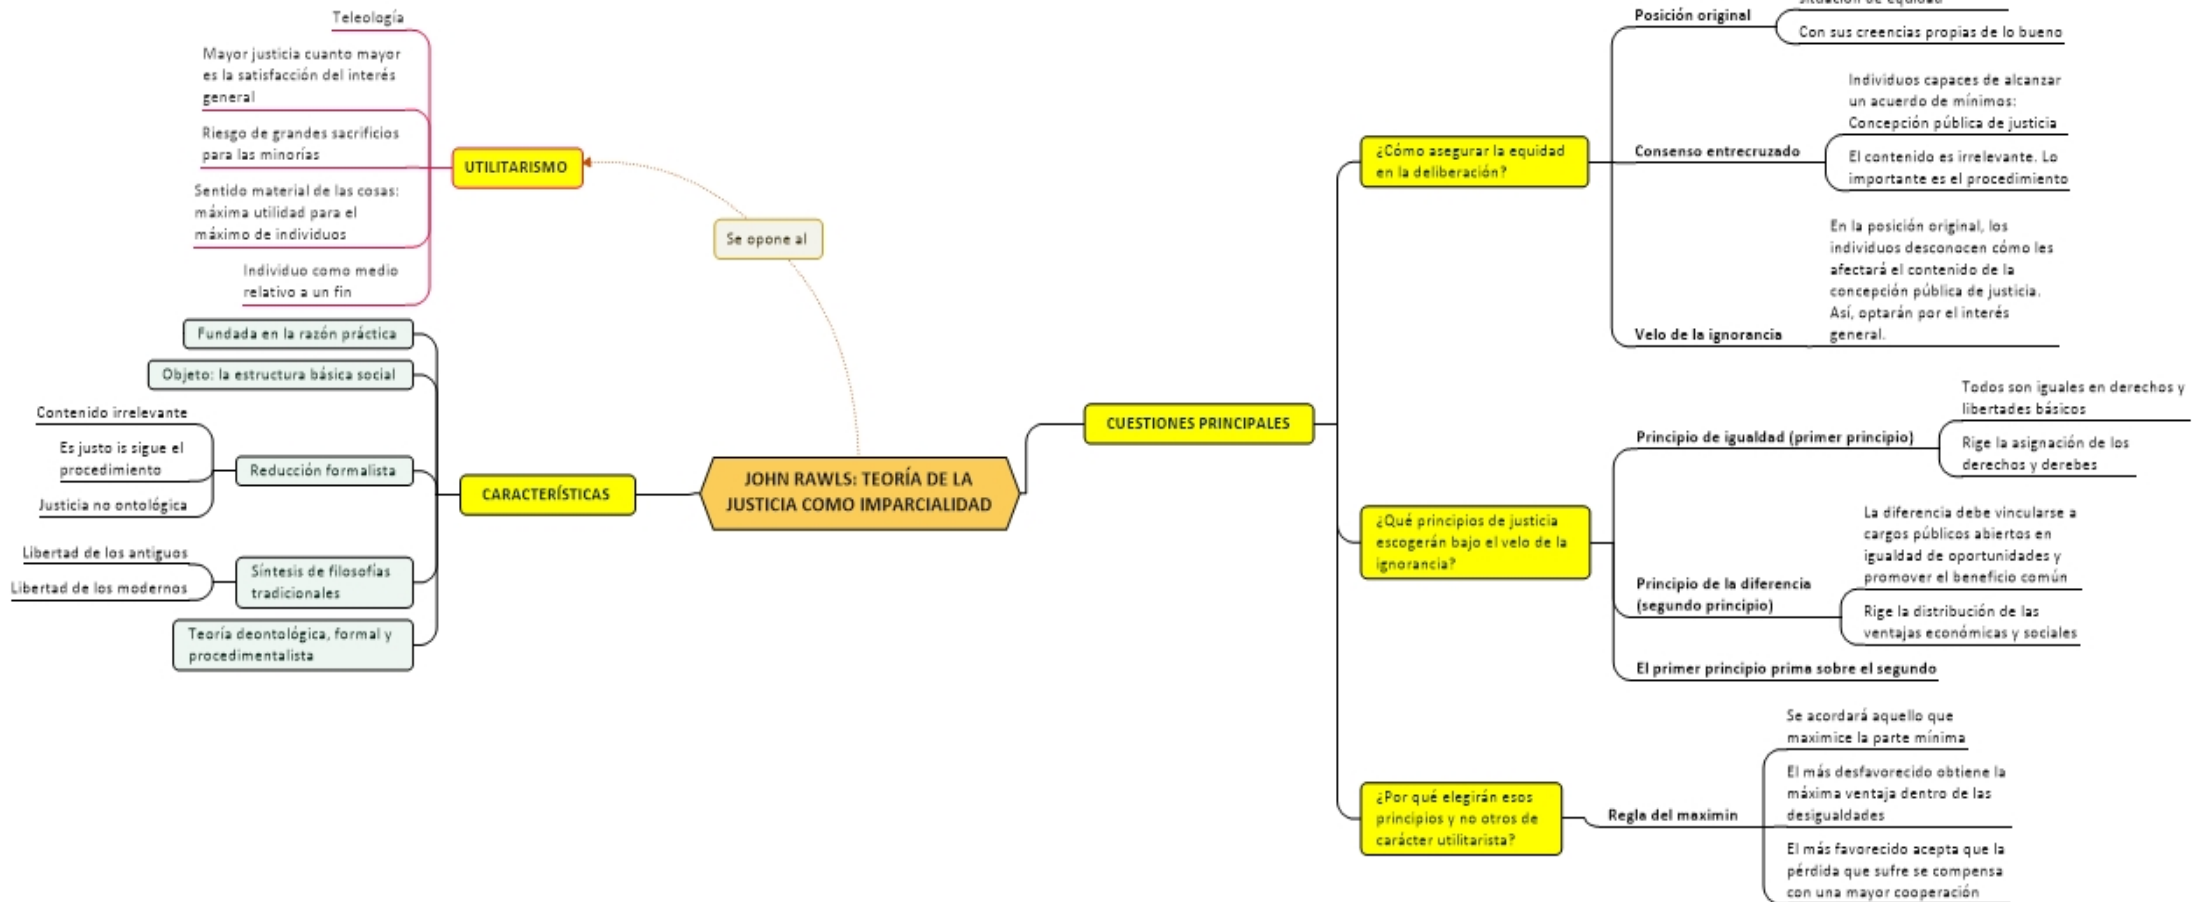 Teleología
Mayor justicia cuanto mayor
es la satisfacción del interés
general
Riesgo de grandes sacrificios
para las minorías
Sentido material de las cosas:
máxima utilidad para el
máximo de individuos
Individuo como medio
relativo a un fin
UTILITARISMO
Se opone al
Fundada en la razón práctica
Objeto: la estructura básica social
Contenido irrelevante
Es justo is sigue el
procedimiento
Justicia no ontológica
Reducción formalista
Libertad de los antiguos
Libertad de los modernos
Síntesis de filosofías
tradicionales
Teoría deontológica, formal y
procedimentalista
CARACTERÍSTICAS
JOHN RAWLS: TEORÍA DE LA
JUSTICIA COMO IMPARCIALIDAD
CUESTIONES PRINCIPALES
¿Cómo asegurar la equidad
en la deliberación?
Posición original
situación de equidad
Con sus creencias propias de lo bueno
Consenso entrecruzado
Individuos capaces de alcanzar
un acuerdo de mínimos:
Concepción pública de justicia
El contenido es irrelevante. Lo
importante es el procedimiento
Velo de la ignorancia
En la posición original, los
individuos desconocen cómo les
afectará el contenido de la
concepción pública de justicia.
Así, optarán por el interés
general.
¿Qué principios de justicia
escogerán bajo el velo de la
ignorancia?
Principio de igualdad (primer principio)
Todos son iguales en derechos y
libertades básicos
Rige la asignación de los
derechos y derebes
Principio de la diferencia
(segundo principio)
La diferencia debe vincularse a
cargos públicos abiertos en
igualdad de oportunidades y
promover el beneficio común
Rige la distribución de las
ventajas económicas y sociales
El primer principio prima sobre el segundo
¿Por qué elegirán esos
principios y no otros de
carácter utilitarista?
Regla del maximin
Se acordará aquello que
maximice la parte mínima
El más desfavorecido obtiene la
máxima ventaja dentro de las
desigualdades
El más favorecido acepta que la
pérdida que sufre se compensa
con una mayor cooperación